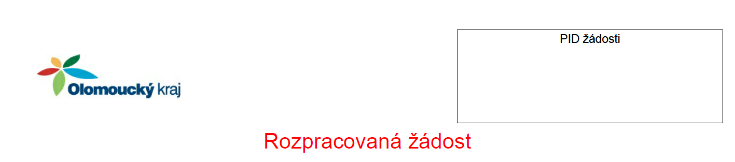 PID žádosti
Olomoucký kraj
Rozpracovaná žádost